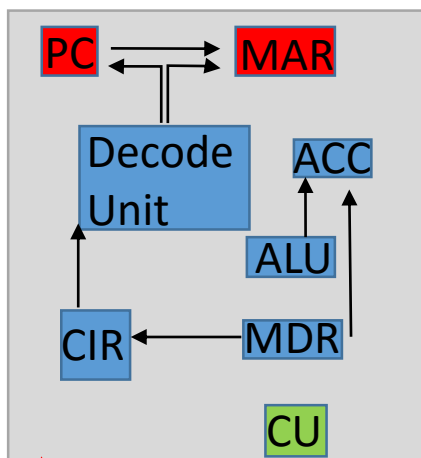 PC
MAR
Decode
Unit
ACC
ALU
CIR
MDR
CU